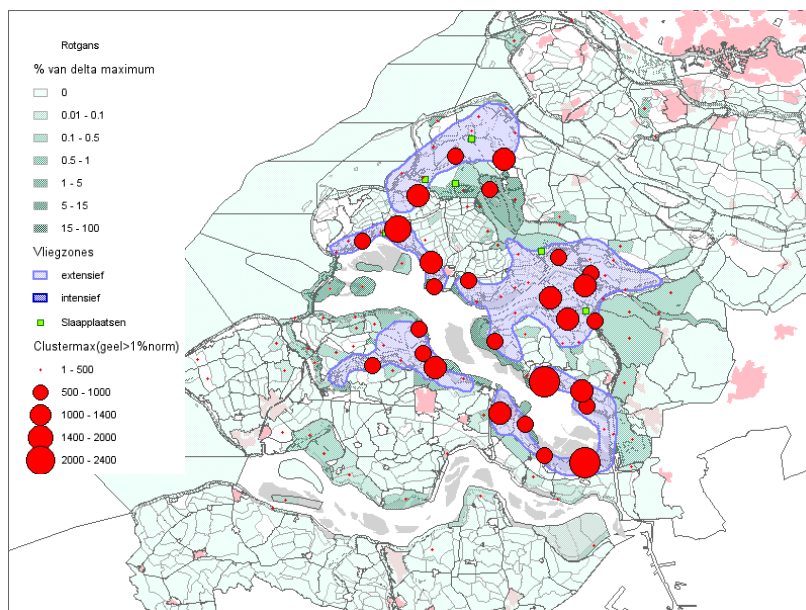 Rotgans
% van delta maximum
0
0.01 - 0.1
0.1 - 0.5
0.5 - 1
1 - 5
5 - 15
15 - 100
Vliegzones
extensief
intensief
Slaapplaatsen
Clustermax(geel>1%norm)
1 - 500
500 - 1000
1000 - 1400
1400 - 2000
2000 - 2400